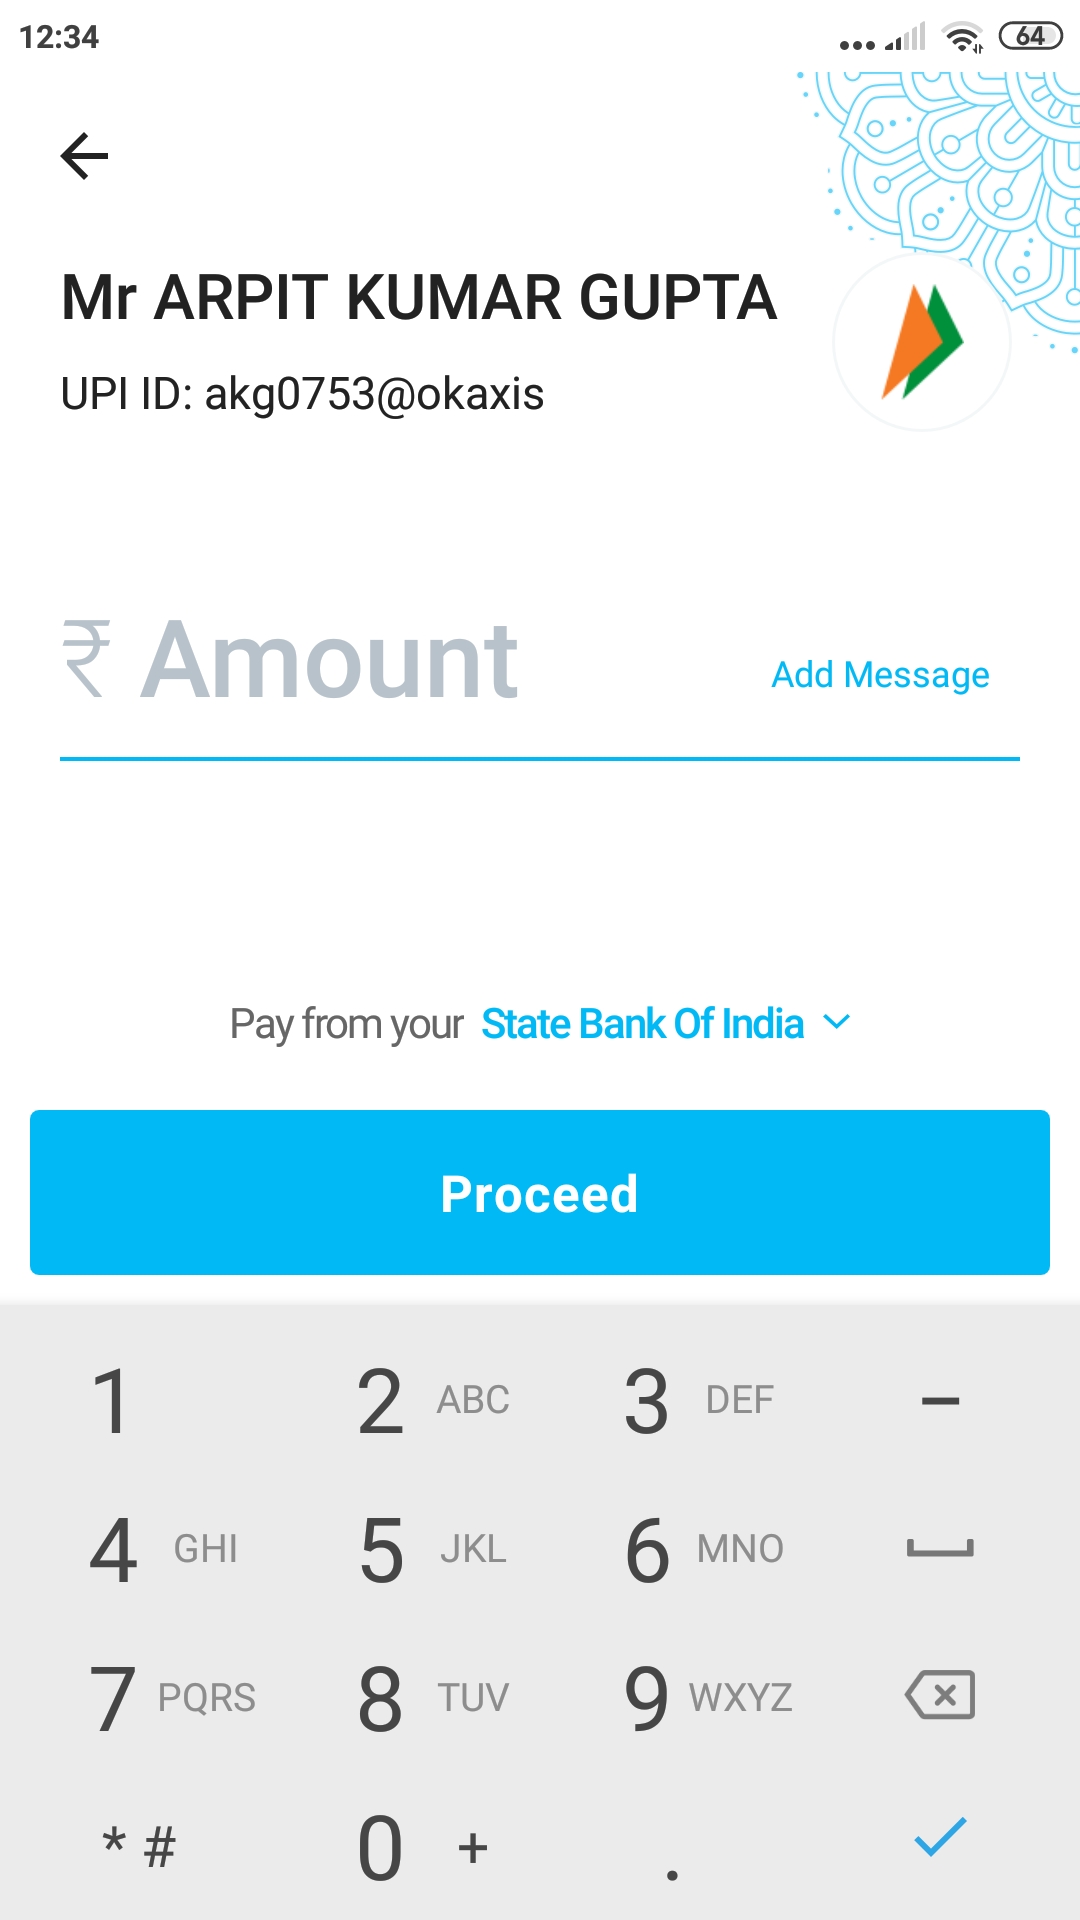 12:34
64
Mr ARPIT KUMAR GUPTA
UPI ID: akg0753@okaxis
₹ Amount
Add Message
Pay from your State Bank Of India
Proceed
1 2 ABC 3 DEF –
4 GHI 5 JKL 6 MNO
7 PQRS 8 TUV 9 WXYZ
* # 0 + .